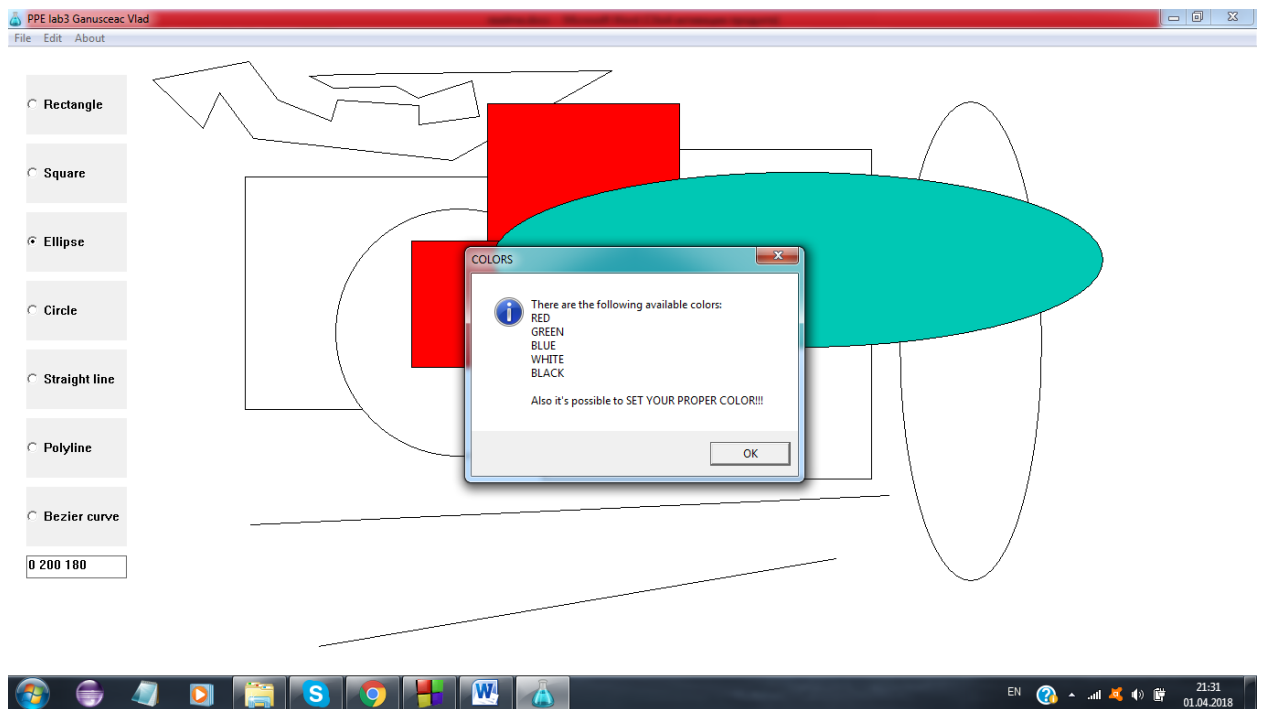 PPE lab3 Ganusceac Vlad
File Edit About
Rectangle
Square
Ellipse
Circle
Straight line
Polyline
Bezier curve
0 200 180
COLORS
There are the following available colors:
RED
GREEN
BLUE
WHITE
BLACK
Also it's possible to SET YOUR PROPER COLOR!!!
OK
EN
21:31
01.04.2018